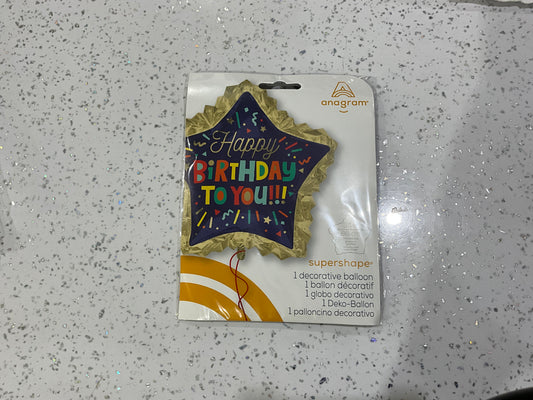 anagram
Happy
BIRTHDAY
TO YOU!!!
supershape
1 decorative balloon
1 ballon décoratif
1 globo decorativo
1 Deko-Ballon
1 palloncino decorativo